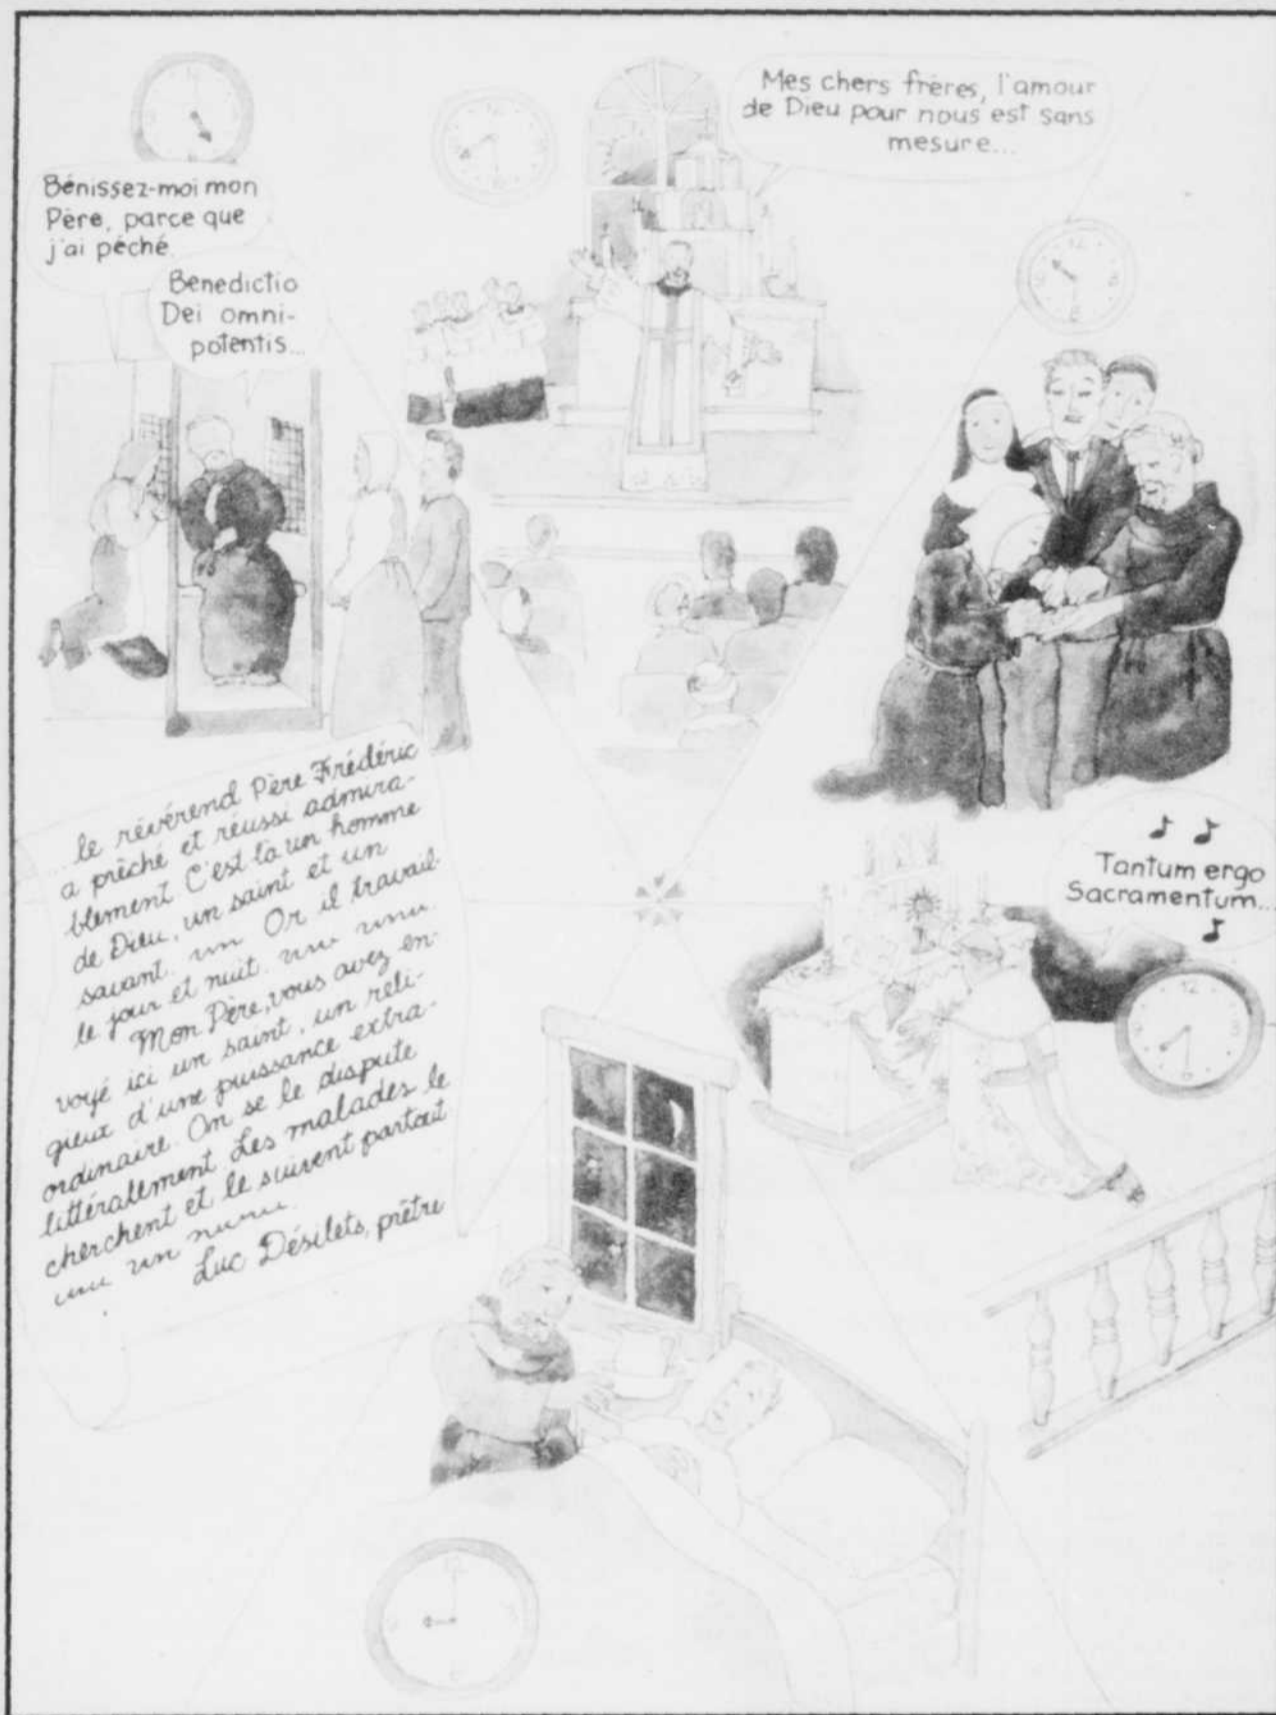 Bénissez-moi mon
Père, parce que
j'ai péché.
Benedictio
Dei omni-
potentis...
Mes chers frères, l'amour
de Dieu pour nous est sans
mesure...
...le révérend Père Frédéric
a prêché et réussi admira-
blement. C'est là un homme
de Dieu, un saint et un
savant. Or il travail-
le jour et nuit.
Mon Père, vous avez en-
voyé ici un saint, un reli-
gieux d'une puissance extra-
ordinaire. On se le dispute
littéralement. Les malades le
cherchent et le suivent partout
Luc Désilets, prêtre
Tantum ergo
Sacramentum...
12
12